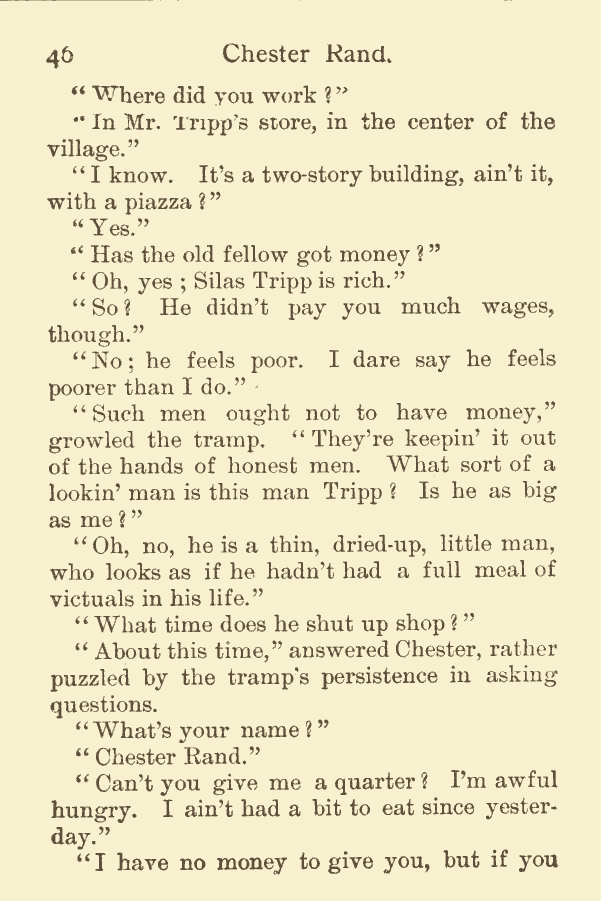 46 Chester Rand.
“Where did you work?”
“In Mr. Tripp's store, in the center of the
village.”
“I know. It's a two-story building, ain't it,
with a piazza?”
“Yes.”
“Has the old fellow got money?”
“Oh, yes; Silas Tripp is rich.”
“So? He didn't pay you much wages,
though.”
“No; he feels poor. I dare say he feels
poorer than I do.”
“Such men ought not to have money,”
growled the tramp. “They're keepin' it out
of the hands of honest men. What sort of a
lookin' man is this man Tripp? Is he as big
as me?”
“Oh, no, he is a thin, dried-up, little man,
who looks as if he hadn't had a full meal of
victuals in his life.”
“What time does he shut up shop?”
“About this time,” answered Chester, rather
puzzled by the tramp's persistence in asking
questions.
“What's your name?”
“Chester Rand.”
“Can't you give me a quarter? I'm awful
hungry. I ain't had a bit to eat since yester-
day.”
“I have no money to give you, but if you